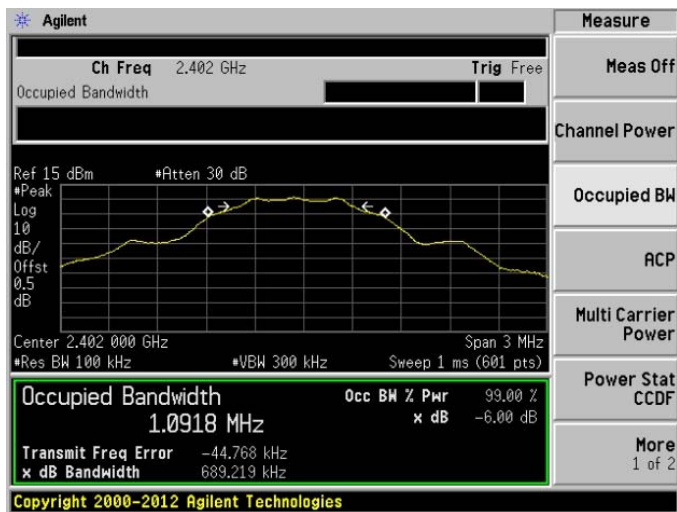 Agilent
Measure
Ch Freq 2.402 GHz Trig Free
Occupied Bandwidth
Meas Off
Channel Power
Occupied BW
ACP
Multi Carrier
Power
Power Stat
CCDF
More
1 of 2
Ref 15 dBm #Atten 30 dB
#Peak
Log
10
dB/
Offst
0.5
dB
Center 2.402 000 GHz Span 3 MHz
#Res BW 100 kHz #VBW 300 kHz Sweep 1 ms (601 pts)
Occupied Bandwidth Occ BW % Pwr 99.00 %
1.0918 MHz x dB -6.00 dB
Transmit Freq Error -44.768 kHz
x dB Bandwidth 689.219 kHz
Copyright 2000-2012 Agilent Technologies